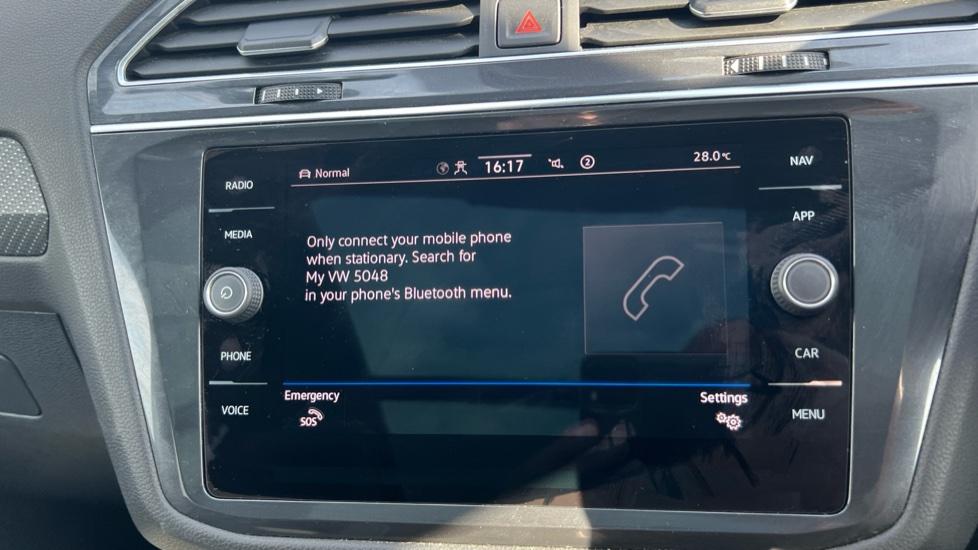 Normal 16:17 2 28.0°C
RADIO
MEDIA
PHONE
VOICE
Only connect your mobile phone
when stationary. Search for
My VW 5048
in your phone's Bluetooth menu.
Emergency
SOS
Settings
NAV
APP
CAR
MENU